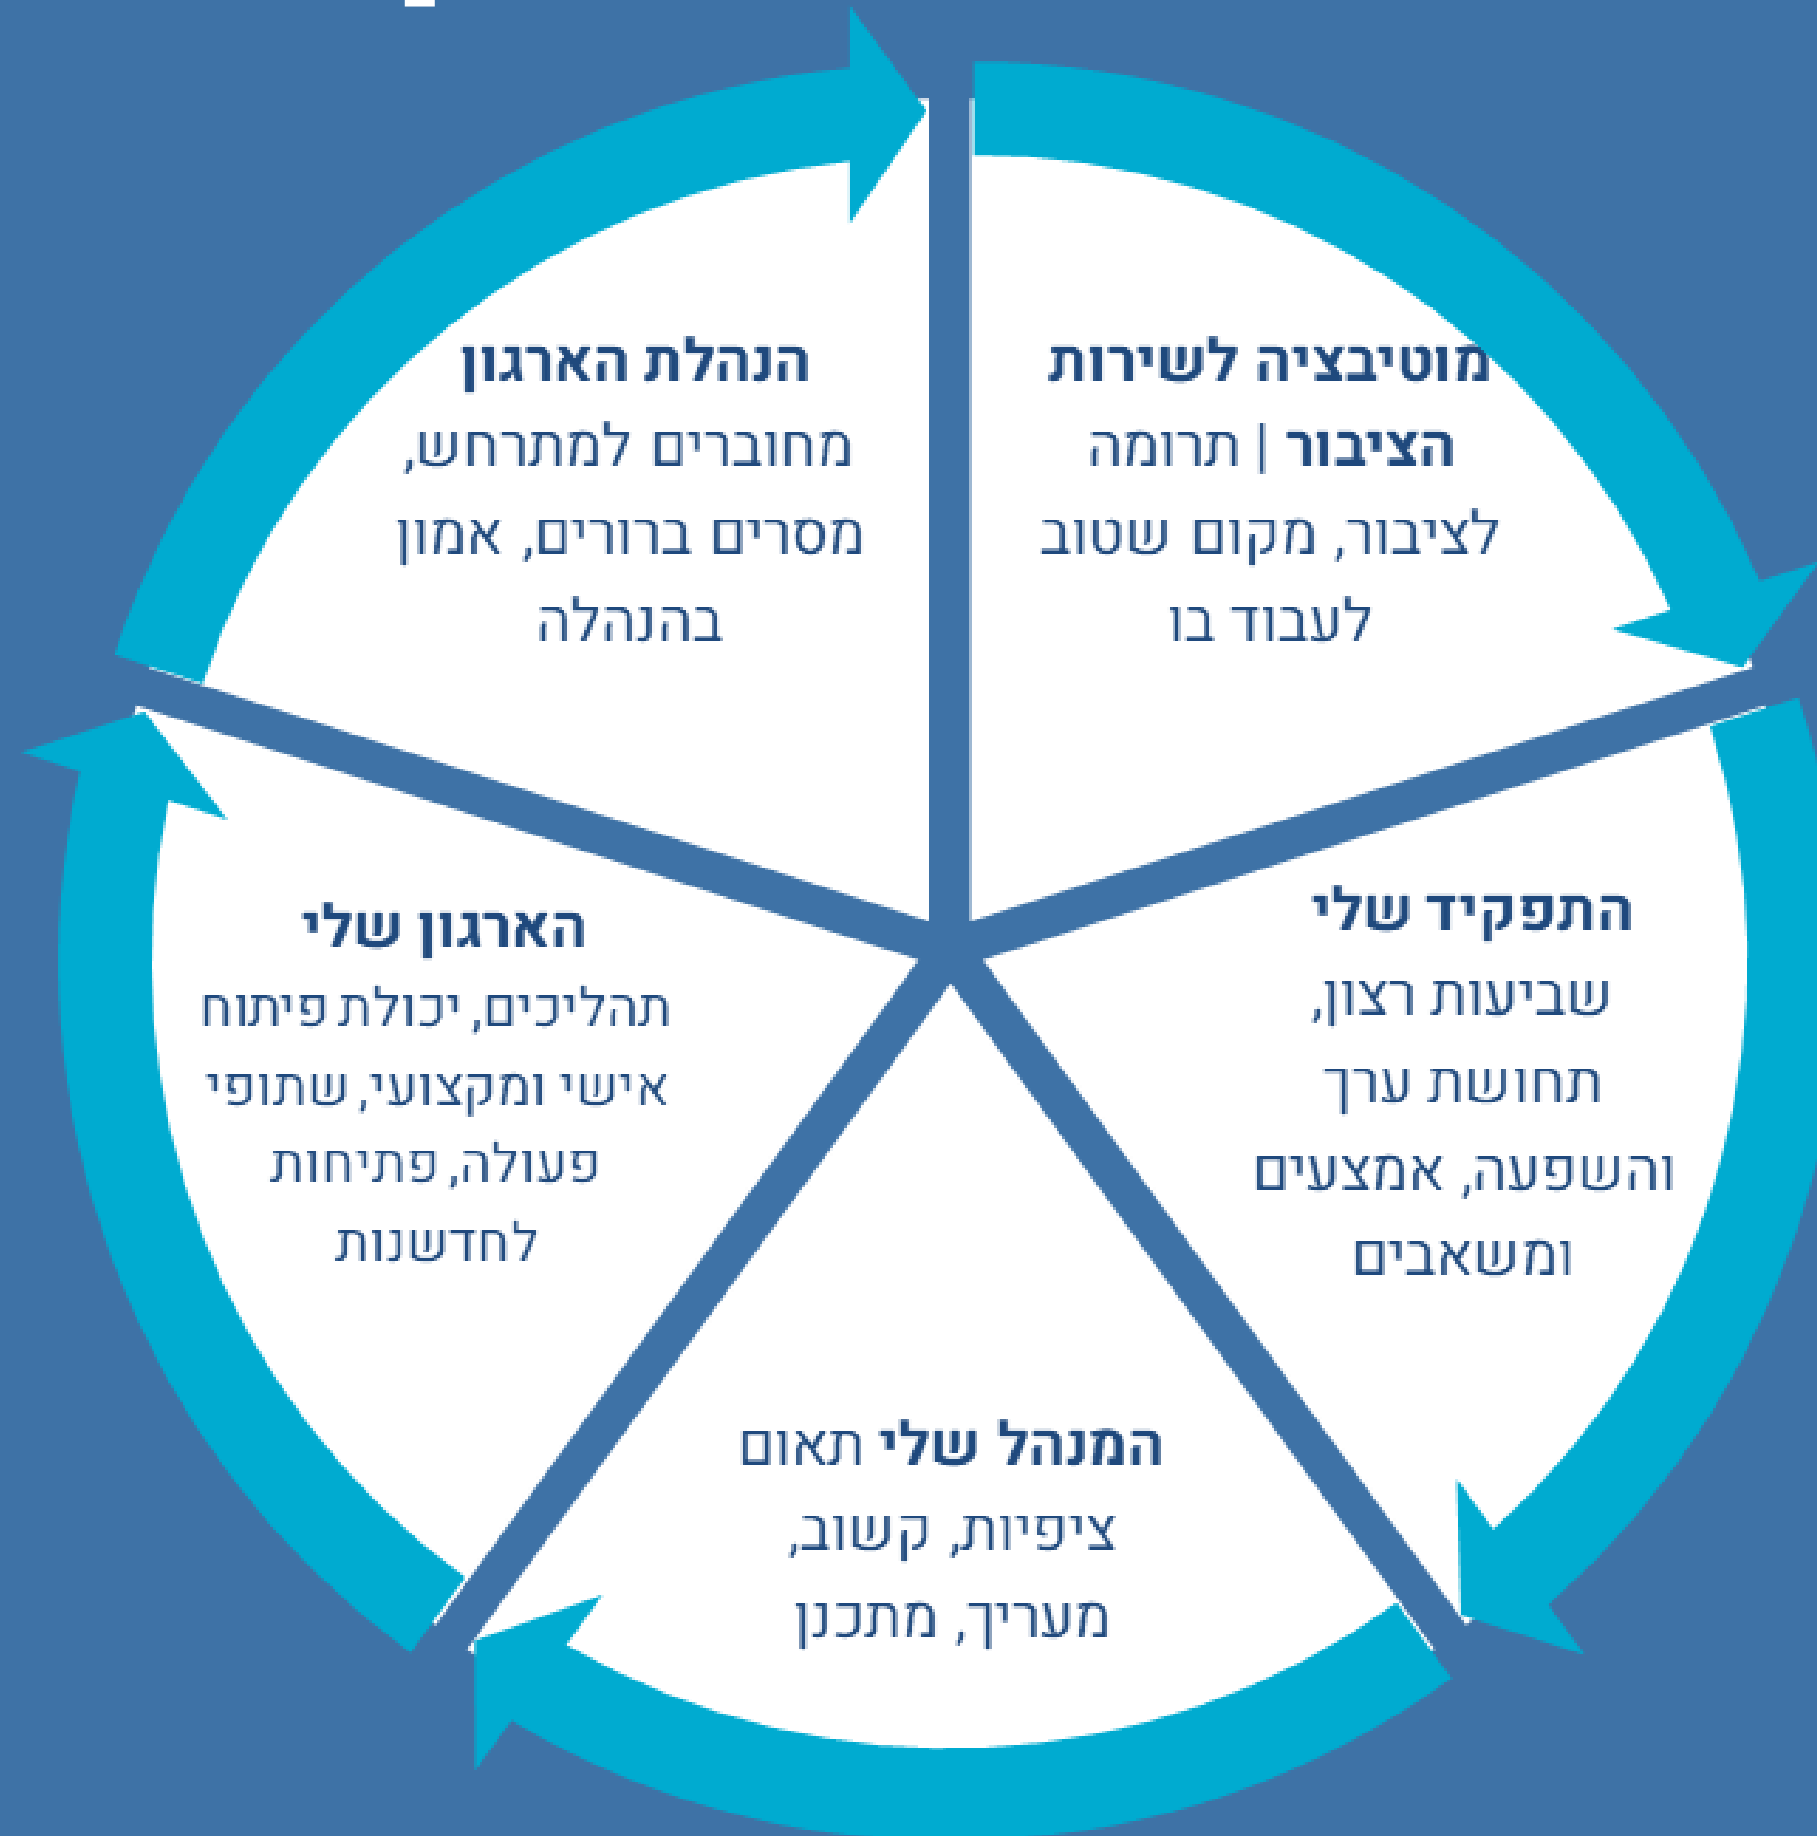 מוטיבציה לשירות
הציבור | תרומה
לציבור, מקום שטוב
לעבוד בו
התפקיד שלי
שביעות רצון,
תחושת ערך
והשפעה, אמצעים
ומשאבים
המנהל שלי תאום
ציפיות, קשוב,
מעריך, מתכנן
הארגון שלי
תהליכים, יכולת פיתוח
אישי ומקצועי, שתופי
פעולה, פתיחות
לחדשנות
הנהלת הארגון
מחוברים למתרחש,
מסרים ברורים, אמון
בהנהלה